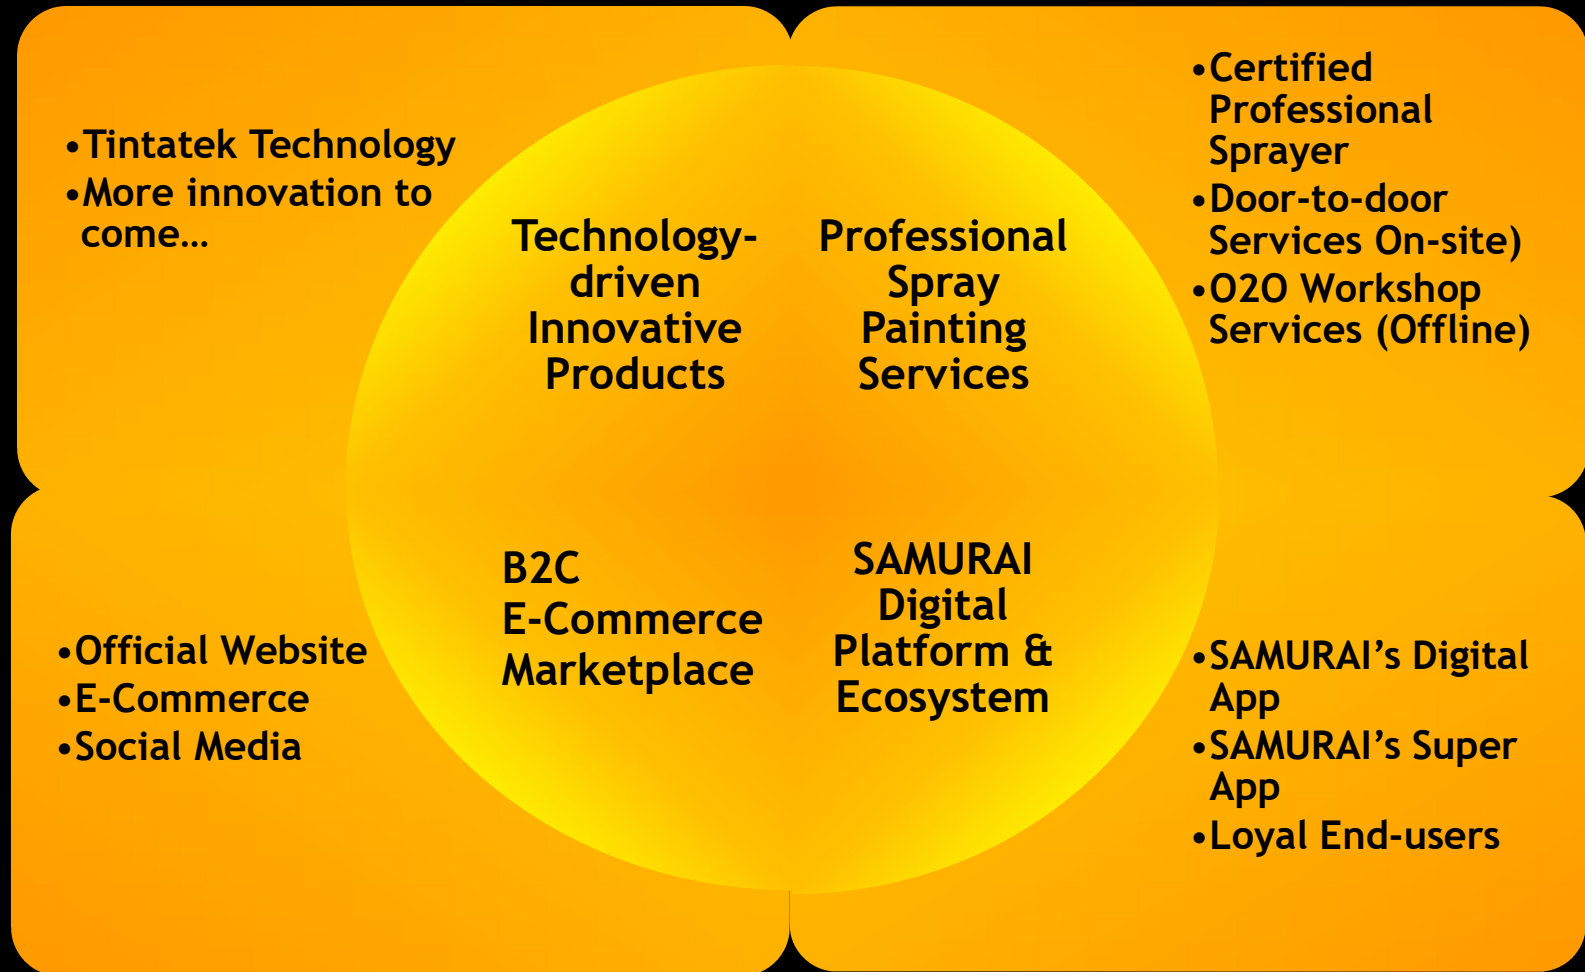 •Tintatek Technology
•More innovation to
come…
Technology-
driven
Innovative
Products
Professional
Spray
Painting
Services
•Certified
Professional
Sprayer
•Door-to-door
Services On-site)
•O2O Workshop
Services (Offline)
•Official Website
•E-Commerce
•Social Media
B2C
E-Commerce
Marketplace
SAMURAI
Digital
Platform &
Ecosystem
•SAMURAI’s Digital
App
•SAMURAI’s Super
App
•Loyal End-users